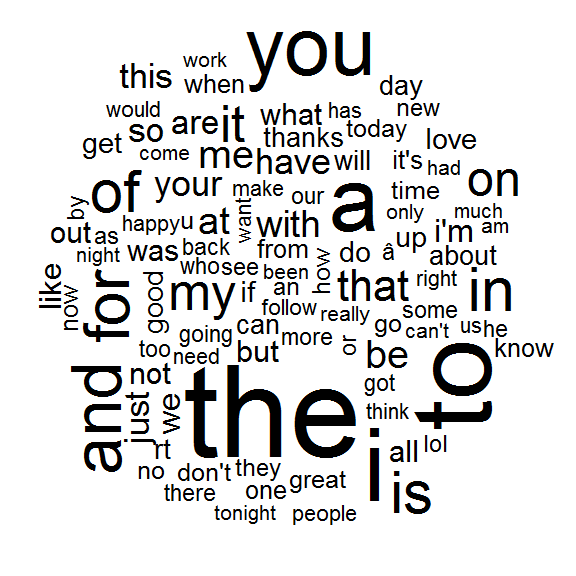 you
work
this
when
day
would
has
new
so
are
it
what
thanks
today
get
come
me
have
will
it's
had
love
of
your
make
our
a
time
on
by
happy
u
at
want
with
only
much
i'm
am
out
as
night
was
back
from
how
do
â
up
about
who
see
been
like
now
for
good
my
if
an
that
right
in
follow
really
some
going
can
more
or
go
can't
us
he
too
need
but
be
know
and
just
not
we
the
got
to
think
i
rt
all
lol
no
don't
they
there
one
great
is
tonight
people